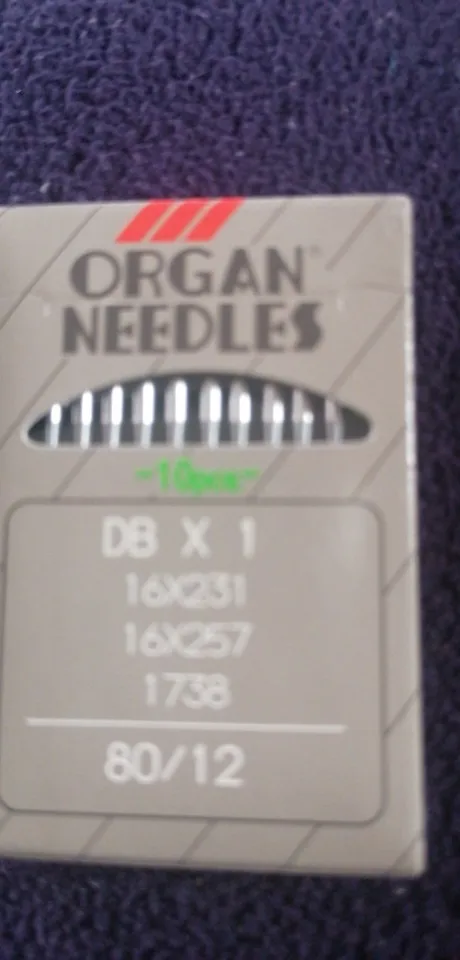 ORGAN
NEEDLES
-10pcs-
DB X 1
16X231
16X257
1738
80/12